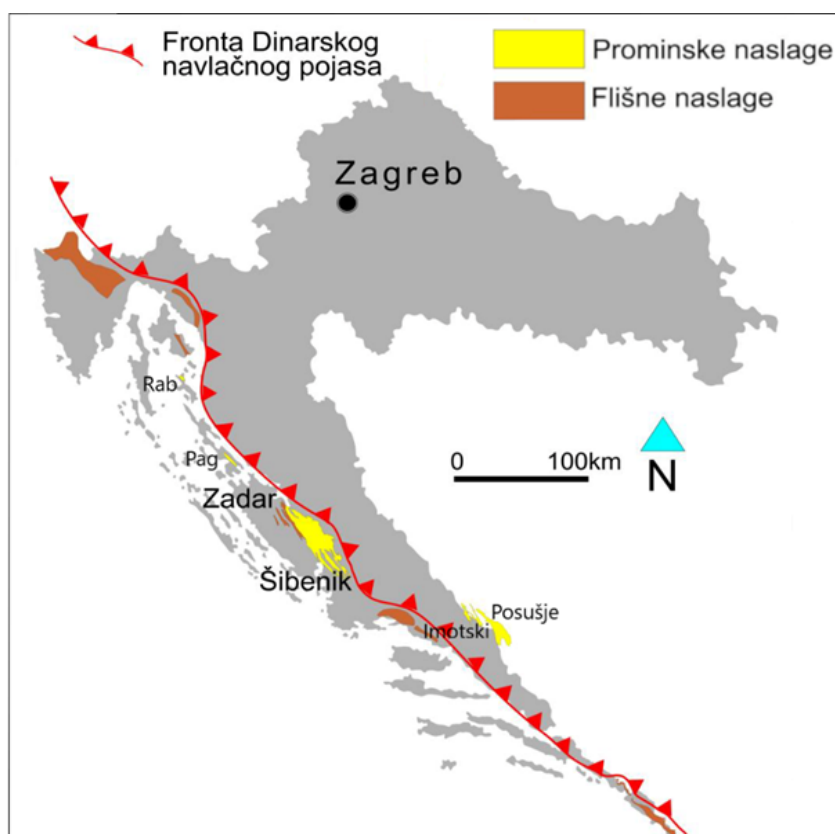 Fronta Dinarskog
navlačnog pojasa
Prominske naslage
Flišne naslage
Zagreb
Rab
Pag
Zadar
Šibenik
Imotski
Posušje
0 100km
N